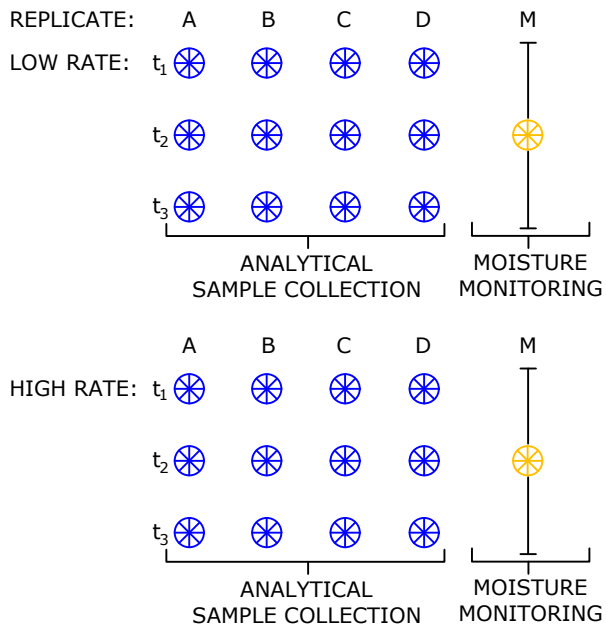 REPLICATE: A B C D M
LOW RATE: t₁
t₂
t₃
ANALYTICAL MOISTURE
SAMPLE COLLECTION MONITORING
A B C D M
HIGH RATE: t₁
t₂
t₃
ANALYTICAL MOISTURE
SAMPLE COLLECTION MONITORING